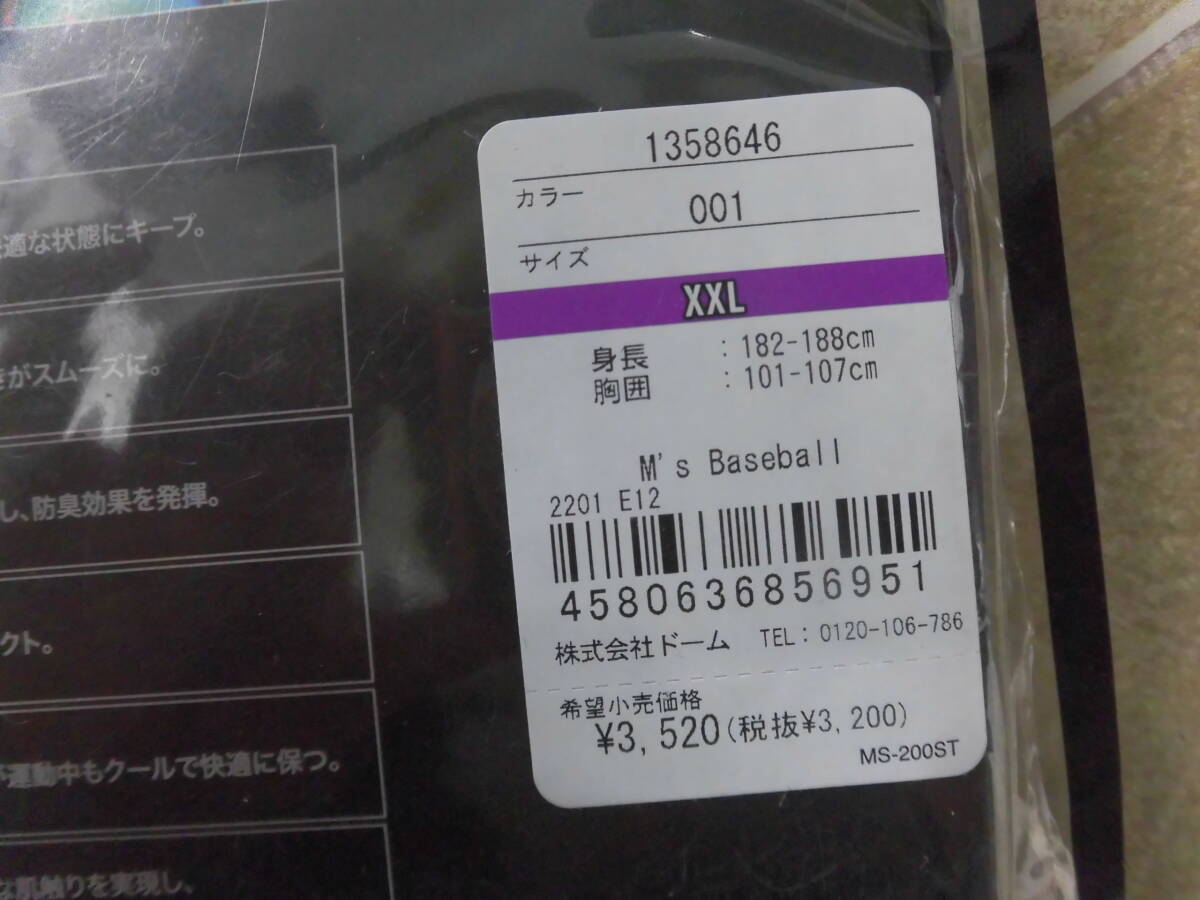 適な状態にキープ。
がスムーズに。
し、防臭効果を発揮。
クト。
運動中もクールで快適に保つ。
な肌触りを実現し、
1358646
カラー
001
サイズ
XXL
身長 : 182-188cm
胸囲 : 101-107cm
M's Baseball
2201 E12
4580636856951
株式会社ドーム TEL: 0120-106-786
希望小売価格
¥3,520(税抜¥3,200)
MS-200ST